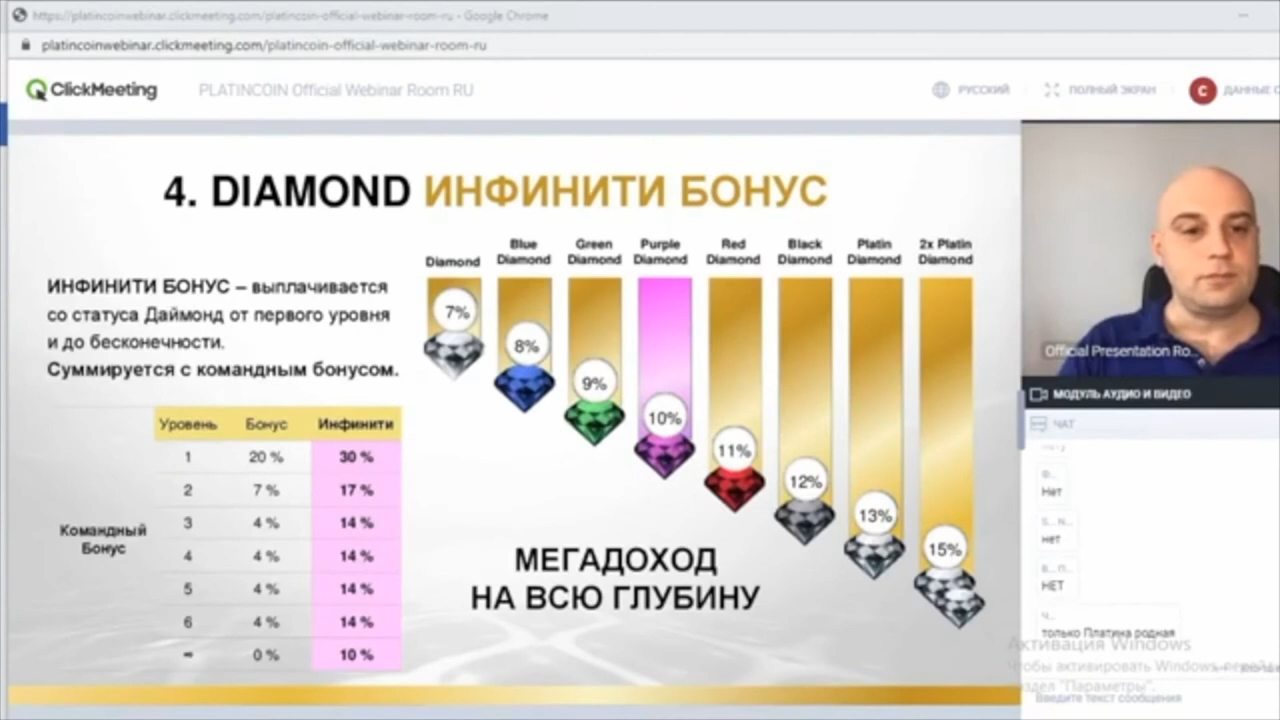 https://platincoinwebinar.clickmeeting.com/platincoin-official-webinar-room-ru - Google Chrome
platincoinwebinar.clickmeeting.com/platincoin-official-webinar-room-ru
ClickMeeting
PLATINCOIN Official Webinar Room RU
РУССКИЙ
ПОЛНЫЙ ЭКРАН
C
ДАННЫЕ
4. DIAMOND ИНФИНИТИ БОНУС
ИНФИНИТИ БОНУС – выплачивается
со статуса Даймонд от первого уровня
и до бесконечности.
Суммируется с командным бонусом.
Diamond
Blue Diamond
Green Diamond
Purple Diamond
Red Diamond
Black Diamond
Platin Diamond
2x Platin Diamond
7%
8%
9%
10%
11%
12%
13%
15%
Уровень Бонус Инфинити
1 20 % 30 %
2 7 % 17 %
3 4 % 14 %
4 4 % 14 %
5 4 % 14 %
6 4 % 14 %
∞ 0 % 10 %
Командный
Бонус
МЕГАДОХОД
НА ВСЮ ГЛУБИНУ
Official Presentation Ro...
МОДУЛЬ АУДИО И ВИДЕО
ЧАТ
Нет
нет
НЕТ
Ч...
только Платина родная
Активация Windows
Чтобы активировать Windows, перейд
раздел "Параметры".
Введите текст сообщения